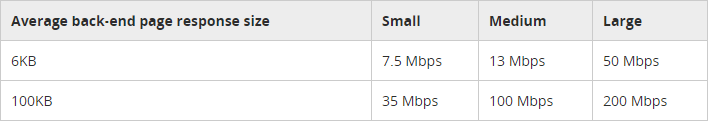 Average back-end page response size Small Medium Large
6KB 7.5 Mbps 13 Mbps 50 Mbps
100KB 35 Mbps 100 Mbps 200 Mbps